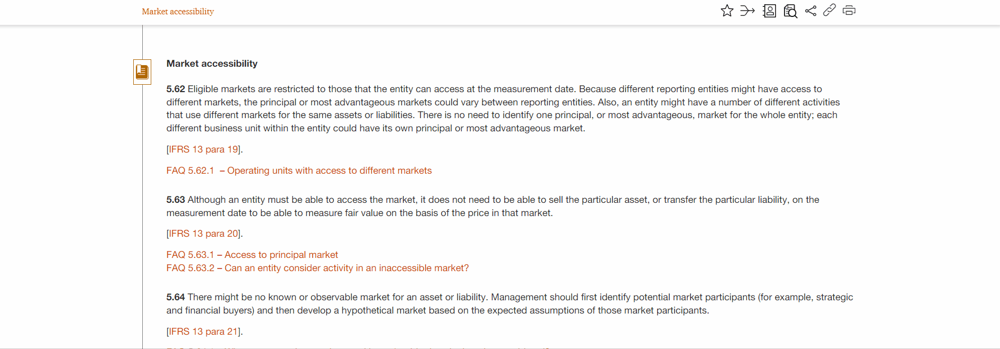 Market accessibility
Market accessibility
5.62 Eligible markets are restricted to those that the entity can access at the measurement date. Because different reporting entities might have access to
different markets, the principal or most advantageous markets could vary between reporting entities. Also, an entity might have a number of different activities
that use different markets for the same assets or liabilities. There is no need to identify one principal, or most advantageous, market for the whole entity; each
different business unit within the entity could have its own principal or most advantageous market.
[IFRS 13 para 19].
FAQ 5.62.1 – Operating units with access to different markets
5.63 Although an entity must be able to access the market, it does not need to be able to sell the particular asset, or transfer the particular liability, on the
measurement date to be able to measure fair value on the basis of the price in that market.
[IFRS 13 para 20].
FAQ 5.63.1 – Access to principal market
FAQ 5.63.2 – Can an entity consider activity in an inaccessible market?
5.64 There might be no known or observable market for an asset or liability. Management should first identify potential market participants (for example, strategic
and financial buyers) and then develop a hypothetical market based on the expected assumptions of those market participants.
[IFRS 13 para 21].